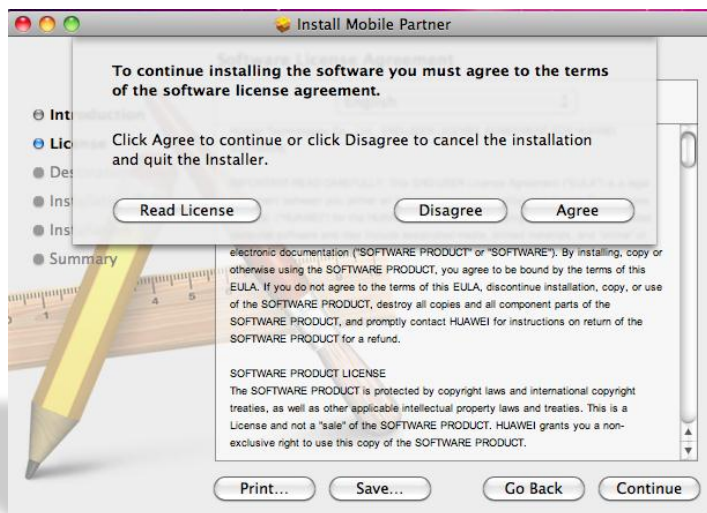 Install Mobile Partner
Software License Agreement
To continue installing the software you must agree to the terms
of the software license agreement.
Click Agree to continue or click Disagree to cancel the installation
and quit the Installer.
Read License
Disagree
Agree
Introduction
License
Summary
English
electronic documentation ("SOFTWARE PRODUCT" or "SOFTWARE"). By installing, copy or
otherwise using the SOFTWARE PRODUCT, you agree to be bound by the terms of this
EULA. If you do not agree to the terms of this EULA, discontinue installation, copy, or use
of the SOFTWARE PRODUCT, destroy all copies and all component parts of the
SOFTWARE PRODUCT, and promptly contact HUAWEI for instructions on return of the
SOFTWARE PRODUCT for a refund.
SOFTWARE PRODUCT LICENSE
The SOFTWARE PRODUCT is protected by copyright laws and international copyright
treaties, as well as other applicable intellectual property laws and treaties. This is a
License and not a "sale" of the SOFTWARE PRODUCT. HUAWEI grants you a non-
exclusive right to use this copy of the SOFTWARE PRODUCT.
Print...
Save...
Go Back
Continue